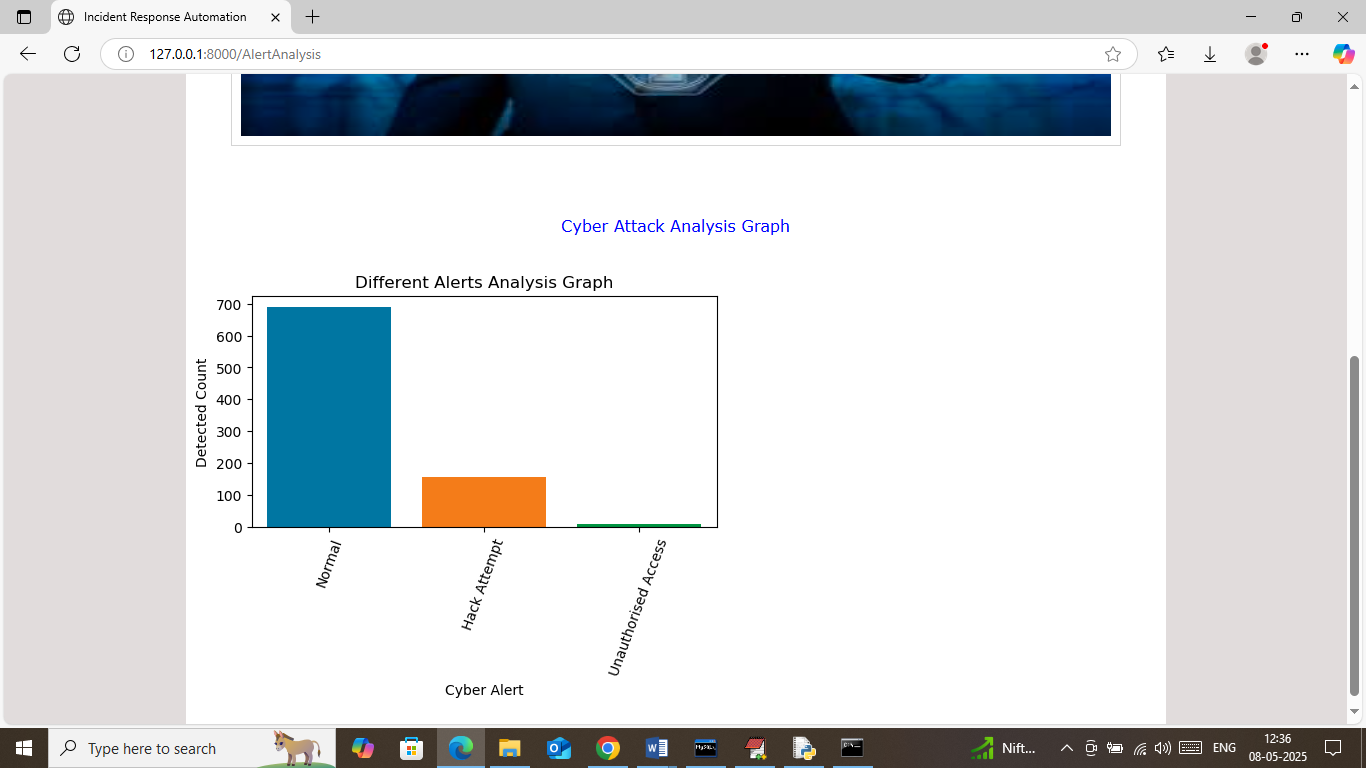 Incident Response Automation
127.0.0.1:8000/AlertAnalysis
Cyber Attack Analysis Graph
Different Alerts Analysis Graph
700
600
500
400
300
200
100
0
Detected Count
Normal
Hack Attempt
Unauthorised Access
Cyber Alert
Type here to search
Nift...
ENG
12:36
08-05-2025